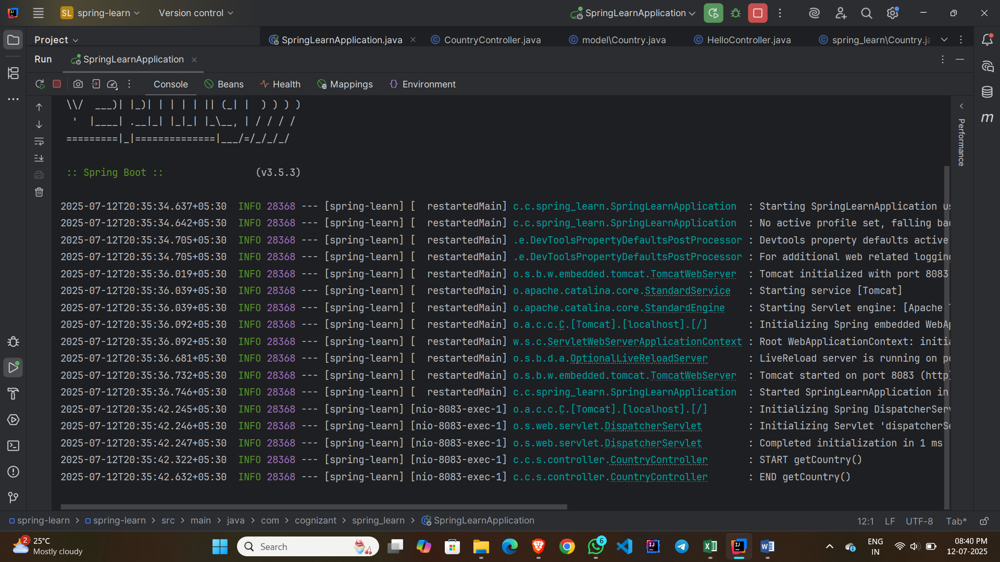 SL spring-learn Version control SpringLearnApplication
Project SpringLearnApplication.java CountryController.java model\Country.java HelloController.java spring_learn\Country.ja
Run SpringLearnApplication
Console Beans Health Mappings Environment
\\/  ___)| |_)| | | | | || (_| |  ) ) ) )
'  |____| .__|_| |_|_| |_\__, | / / / /
=========|_|==============|___/=/_/_/_/
:: Spring Boot :: (v3.5.3)
2025-07-12T20:35:34.637+05:30  INFO 28368 --- [spring-learn] [  restartedMain] c.c.spring_learn.SpringLearnApplication  : Starting SpringLearnApplication us
2025-07-12T20:35:34.642+05:30  INFO 28368 --- [spring-learn] [  restartedMain] c.c.spring_learn.SpringLearnApplication  : No active profile set, falling bac
2025-07-12T20:35:34.705+05:30  INFO 28368 --- [spring-learn] [  restartedMain] .e.DevToolsPropertyDefaultsPostProcessor : Devtools property defaults active
2025-07-12T20:35:34.705+05:30  INFO 28368 --- [spring-learn] [  restartedMain] .e.DevToolsPropertyDefaultsPostProcessor : For additional web related logging
2025-07-12T20:35:36.019+05:30  INFO 28368 --- [spring-learn] [  restartedMain] o.s.b.w.embedded.tomcat.TomcatWebServer  : Tomcat initialized with port 8083
2025-07-12T20:35:36.039+05:30  INFO 28368 --- [spring-learn] [  restartedMain] o.apache.catalina.core.StandardService   : Starting service [Tomcat]
2025-07-12T20:35:36.039+05:30  INFO 28368 --- [spring-learn] [  restartedMain] o.apache.catalina.core.StandardEngine    : Starting Servlet engine: [Apache T
2025-07-12T20:35:36.092+05:30  INFO 28368 --- [spring-learn] [  restartedMain] o.a.c.c.C.[Tomcat].[localhost].[/]       : Initializing Spring embedded WebAp
2025-07-12T20:35:36.092+05:30  INFO 28368 --- [spring-learn] [  restartedMain] w.s.c.ServletWebServerApplicationContext : Root WebApplicationContext: initia
2025-07-12T20:35:36.681+05:30  INFO 28368 --- [spring-learn] [  restartedMain] o.s.b.d.a.OptionalLiveReloadServer       : LiveReload server is running on po
2025-07-12T20:35:36.732+05:30  INFO 28368 --- [spring-learn] [  restartedMain] o.s.b.w.embedded.tomcat.TomcatWebServer  : Tomcat started on port 8083 (http)
2025-07-12T20:35:36.746+05:30  INFO 28368 --- [spring-learn] [  restartedMain] c.c.spring_learn.SpringLearnApplication  : Started SpringLearnApplication in
2025-07-12T20:35:42.245+05:30  INFO 28368 --- [spring-learn] [nio-8083-exec-1] o.a.c.c.C.[Tomcat].[localhost].[/]       : Initializing Spring DispatcherServ
2025-07-12T20:35:42.246+05:30  INFO 28368 --- [spring-learn] [nio-8083-exec-1] o.s.web.servlet.DispatcherServlet        : Initializing Servlet 'dispatcherSe
2025-07-12T20:35:42.247+05:30  INFO 28368 --- [spring-learn] [nio-8083-exec-1] o.s.web.servlet.DispatcherServlet        : Completed initialization in 1 ms
2025-07-12T20:35:42.322+05:30  INFO 28368 --- [spring-learn] [nio-8083-exec-1] c.c.s.controller.CountryController       : START getCountry()
2025-07-12T20:35:42.632+05:30  INFO 28368 --- [spring-learn] [nio-8083-exec-1] c.c.s.controller.CountryController       : END getCountry()
Performance
m
spring-learn > spring-learn > src > main > java > com > cognizant > spring_learn > SpringLearnApplication 12:1 LF UTF-8 Tab*
2 25°C
Mostly cloudy
Search
6
ENG
IN
08:40 PM
12-07-2025